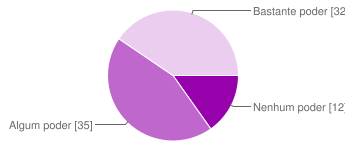 Bastante poder [32
Nenhum poder [12]
Algum poder [35]